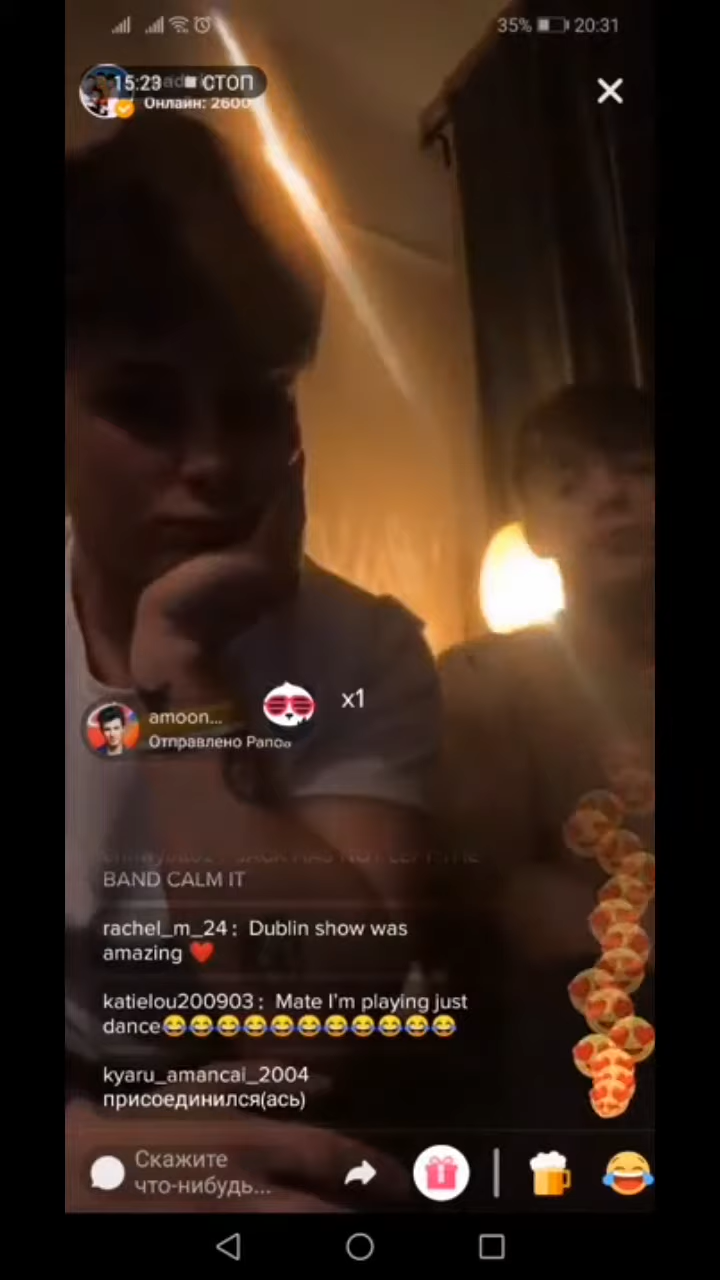 35% 20:31
15:23 СТОП
Онлайн: 2600
x1
amoon...
Отправлено Panda
BAND CALM IT
rachel_m_24: Dublin show was
amazing ❤️
katielou200903: Mate I'm playing just
dance😂😂😂😂😂😂😂😂😂😂😂
kyaru_amancai_2004
присоединился(ась)
Скажите
что-нибудь...